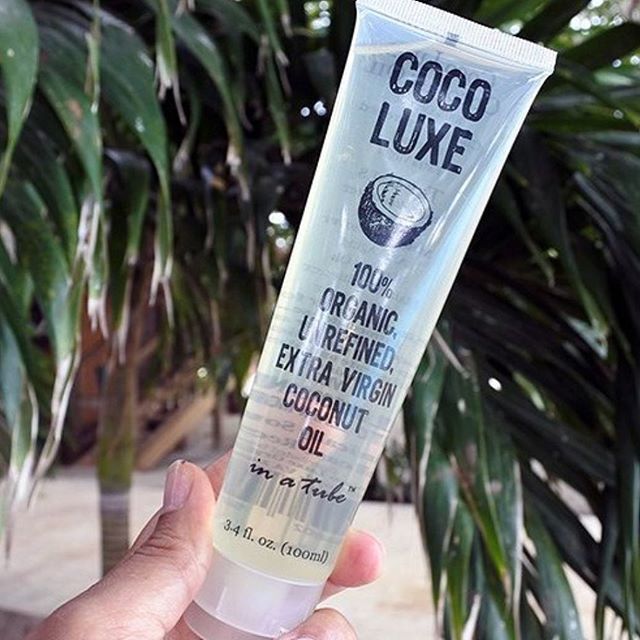 COCO
LUXE
100%
ORGANIC,
UNREFINED,
EXTRA VIRGIN
COCONUT
OIL
in a tube™
3.4 fl. oz. (100ml)